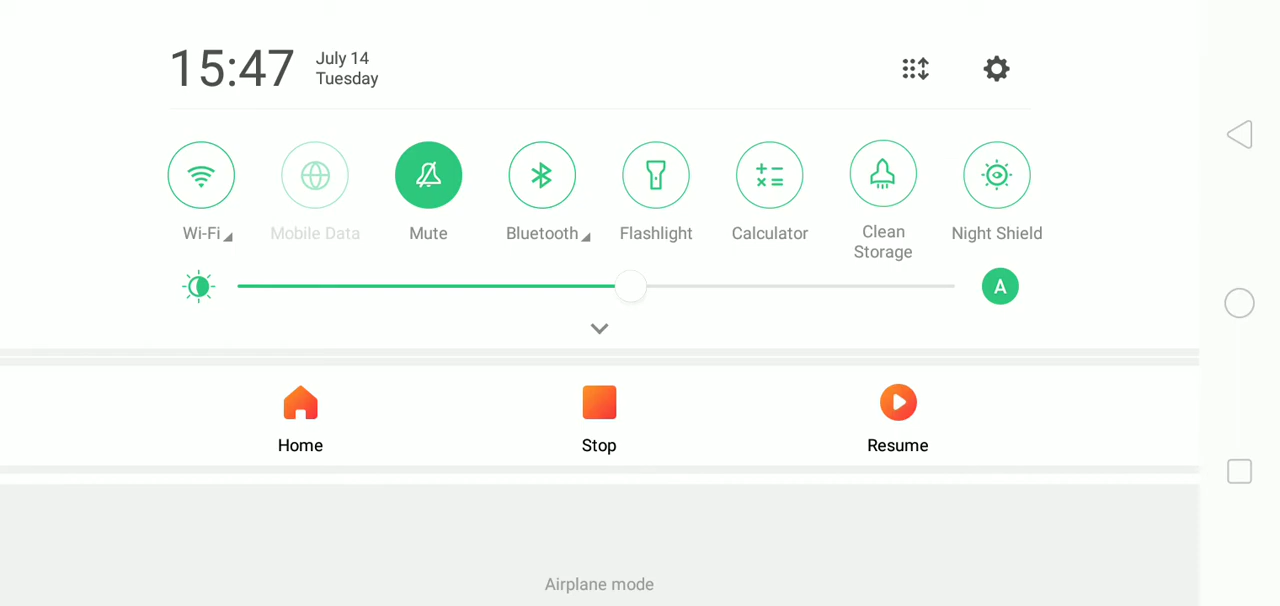 15:47
July 14
Tuesday
Wi-Fi
Mobile Data
Mute
Bluetooth
Flashlight
Calculator
Clean
Storage
Night Shield
A
Home
Stop
Resume
Airplane mode